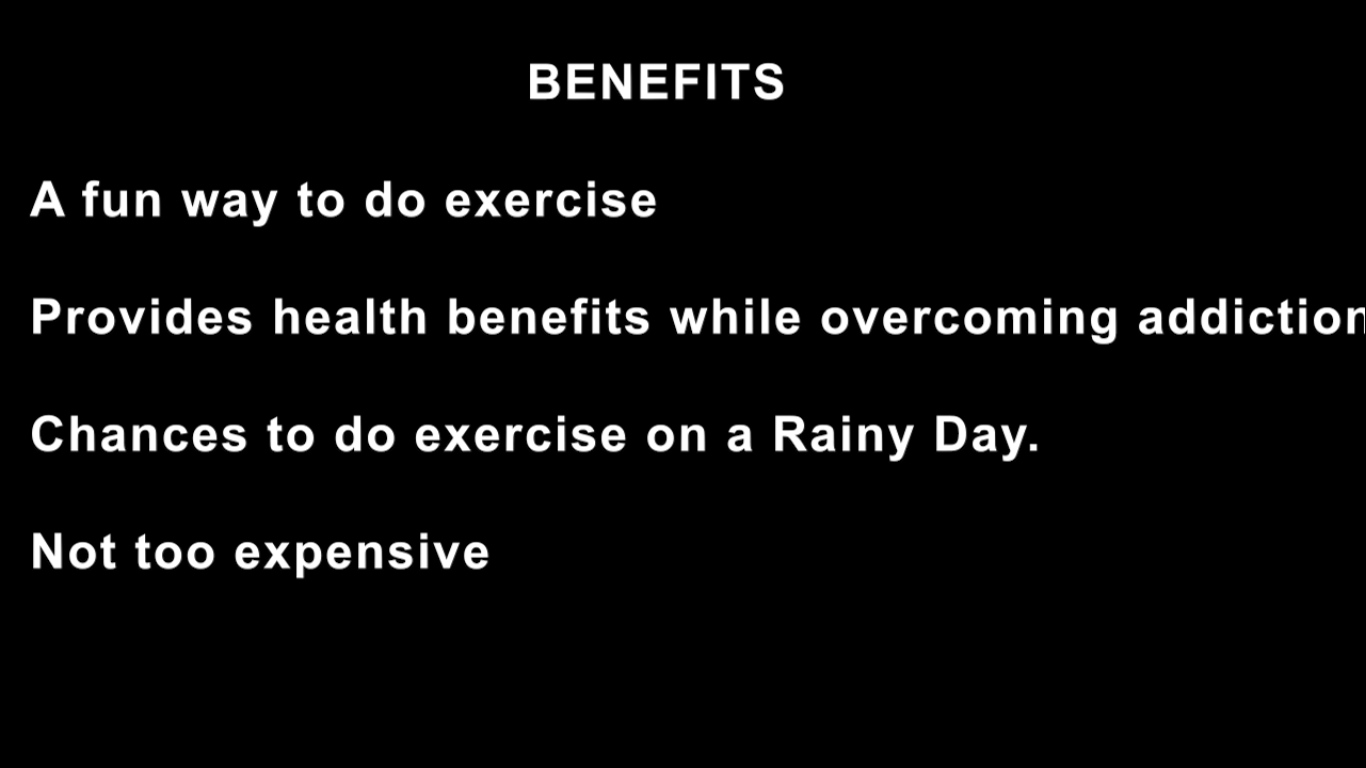 BENEFITS
A fun way to do exercise
Provides health benefits while overcoming addiction
Chances to do exercise on a Rainy Day.
Not too expensive